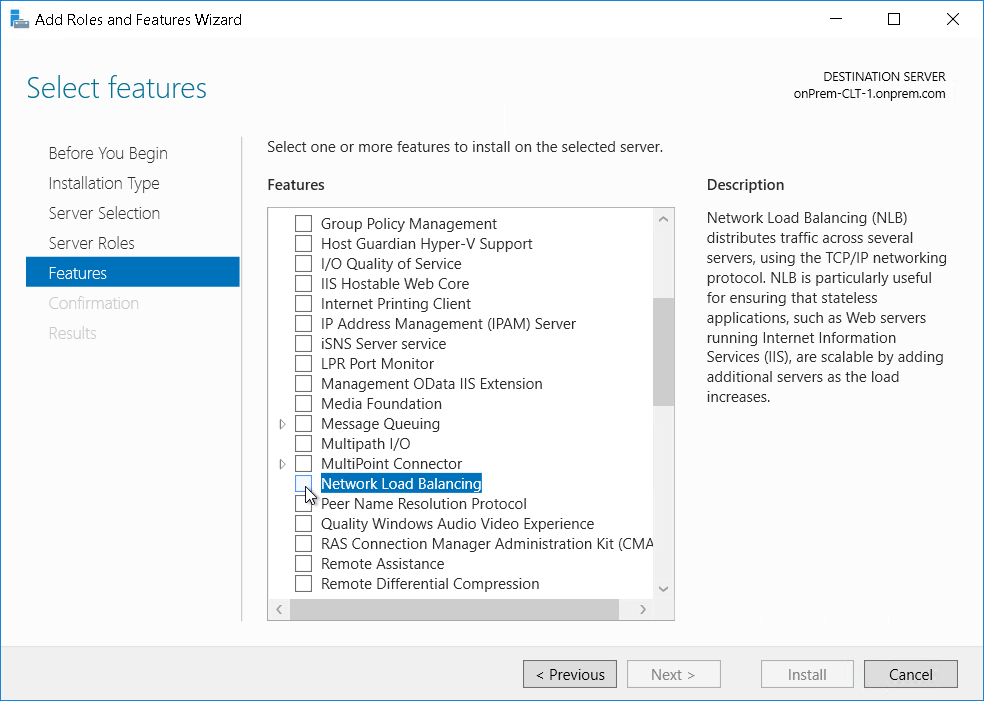 Add Roles and Features Wizard
Select features
DESTINATION SERVER
onPrem-CLT-1.onprem.com
Before You Begin
Installation Type
Server Selection
Server Roles
Features
Confirmation
Results
Select one or more features to install on the selected server.
Features
Group Policy Management
Host Guardian Hyper-V Support
I/O Quality of Service
IIS Hostable Web Core
Internet Printing Client
IP Address Management (IPAM) Server
iSNS Server service
LPR Port Monitor
Management OData IIS Extension
Media Foundation
Message Queuing
Multipath I/O
MultiPoint Connector
Network Load Balancing
Peer Name Resolution Protocol
Quality Windows Audio Video Experience
RAS Connection Manager Administration Kit (CMA
Remote Assistance
Remote Differential Compression
Description
Network Load Balancing (NLB)
distributes traffic across several
servers, using the TCP/IP networking
protocol. NLB is particularly useful
for ensuring that stateless
applications, such as Web servers
running Internet Information
Services (IIS), are scalable by adding
additional servers as the load
increases.
< Previous
Next >
Install
Cancel